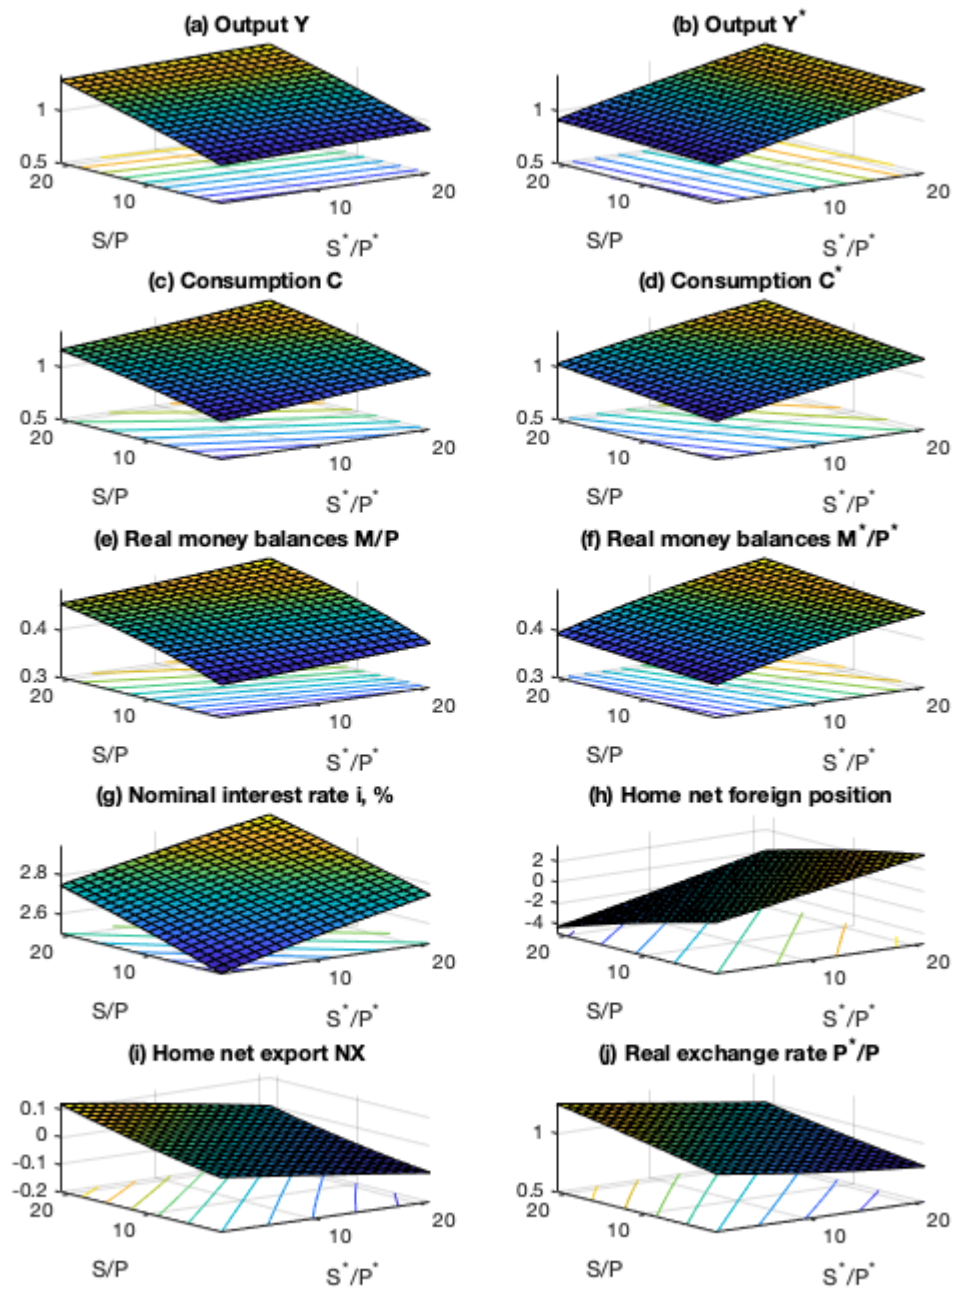 (a) Output Y
1
0.5
20
10
S/P
10
20
S*/P*
(b) Output Y*
1
0.5
20
10
S/P
10
20
S*/P*
(c) Consumption C
1
0.5
20
10
S/P
10
20
S*/P*
(d) Consumption C*
1
0.5
20
10
S/P
10
20
S*/P*
(e) Real money balances M/P
0.4
0.3
20
10
S/P
10
20
S*/P*
(f) Real money balances M*/P*
0.4
0.3
20
10
S/P
10
20
S*/P*
(g) Nominal interest rate i, %
2.8
2.6
20
10
S/P
10
20
S*/P*
(h) Home net foreign position
2
0
-2
-4
20
10
S/P
10
20
S*/P*
(i) Home net export NX
0.1
0
-0.1
-0.2
20
10
S/P
10
20
S*/P*
(j) Real exchange rate P*/P
1
0.5
20
10
S/P
10
20
S*/P*